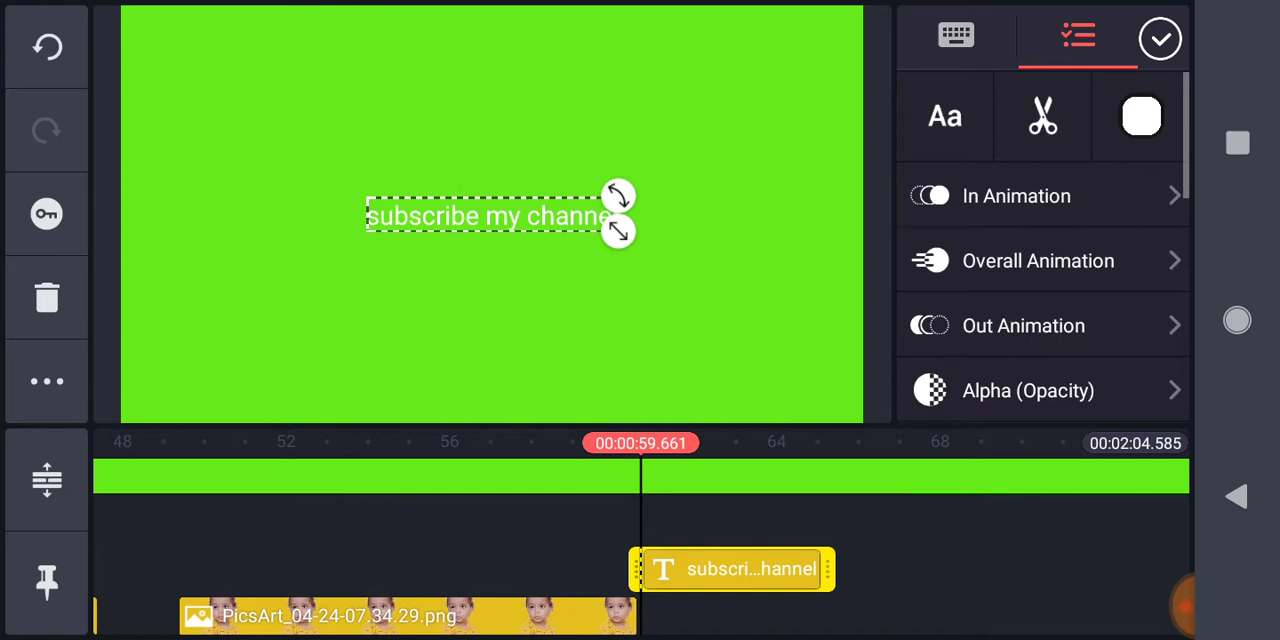 subscribe my channe
Aa
In Animation
Overall Animation
Out Animation
Alpha (Opacity)
48
52
56
00:00:59.661
64
68
00:02:04.585
T
subscri...hannel
PicsArt_04-24-07.34.29.png